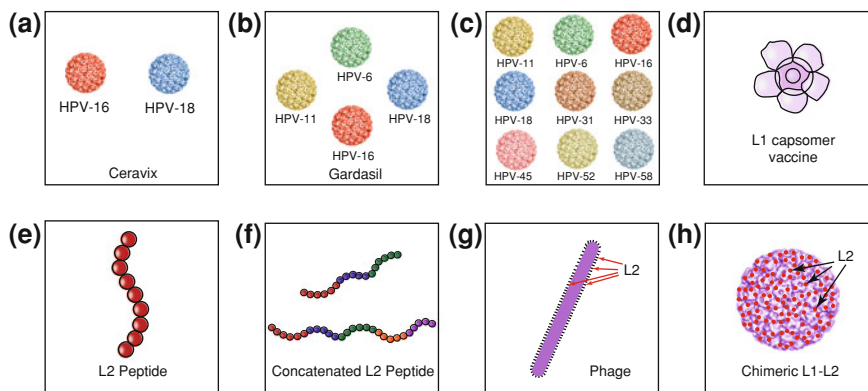 (a)
HPV-16
HPV-18
Ceravix
(b)
HPV-6
HPV-11
HPV-18
HPV-16
Gardasil
(c)
HPV-11 HPV-6 HPV-16
HPV-18 HPV-31 HPV-33
HPV-45 HPV-52 HPV-58
(d)
L1 capsomer
vaccine
(e)
L2 Peptide
(f)
Concatenated L2 Peptide
(g)
L2
Phage
(h)
L2
Chimeric L1-L2